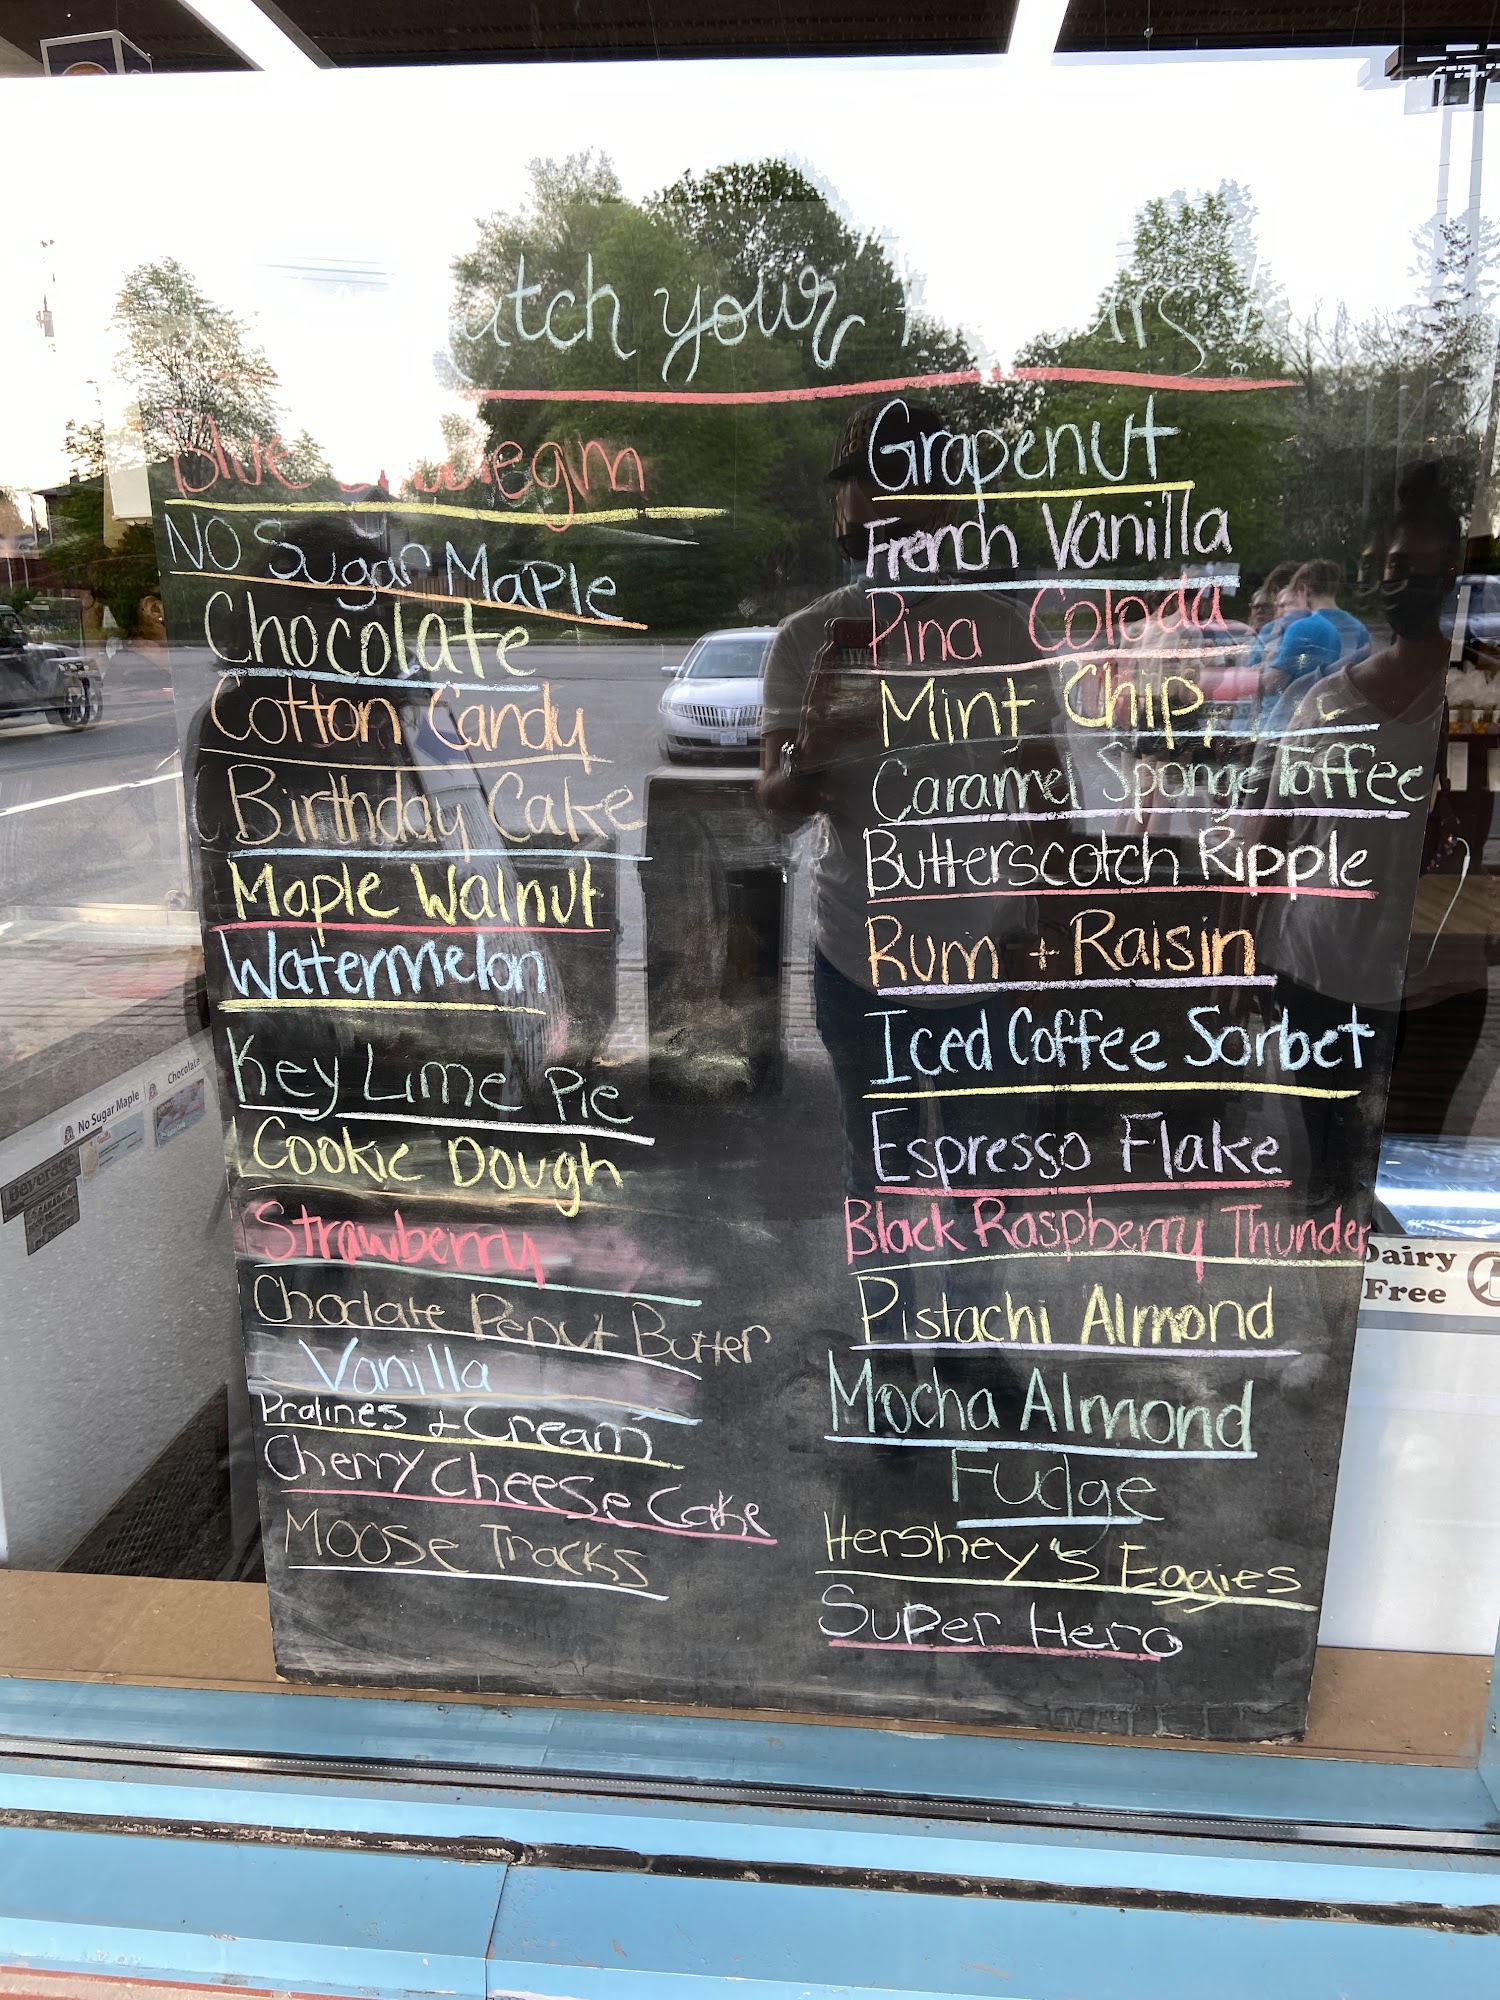 your
Blue
NO Sugar Maple
Chocolate
Cotton Candy
Birthday Cake
Maple Walnut
Watermelon
Key Lime Pie
Cookie Dough
Strawberry
Choclate Penut Butter
Vanilla
Pralines + Cream
Cherry Cheese Cake
Moose Tracks
Grapenut
French Vanilla
Pina Coloda
Mint Chip
Caramel Sponge Toffee
Butterscotch Ripple
Rum + Raisin
Iced Coffee Sorbet
Espresso Flake
Black Raspberry Thunder
Pistachi Almond
Mocha Almond
Fudge
Hershey's Eggies
Super Hero
No Sugar Maple
Chocolate
Beverage
Dairy
Free